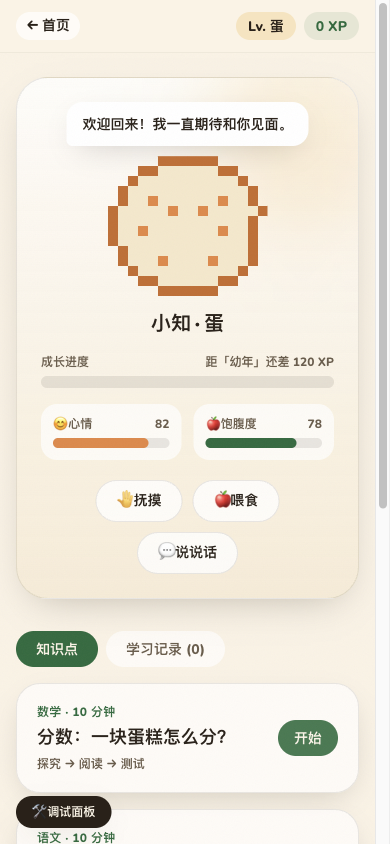 ← 首页
Lv. 蛋
0 XP
欢迎回来！我一直期待和你见面。
小知 · 蛋
成长进度
距「幼年」还差 120 XP
😊心情 82
🍎饱腹度 78
🤚抚摸
🍎喂食
💬说说话
知识点
学习记录 (0)
数学 · 10 分钟
分数：一块蛋糕怎么分？
探究 → 阅读 → 测试
开始
🛠调试面板
语文 · 10 分钟